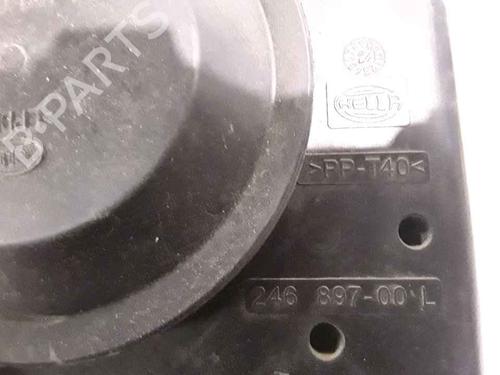 HELLA
>PP-T40<
246 897-00 L
B-PARTS